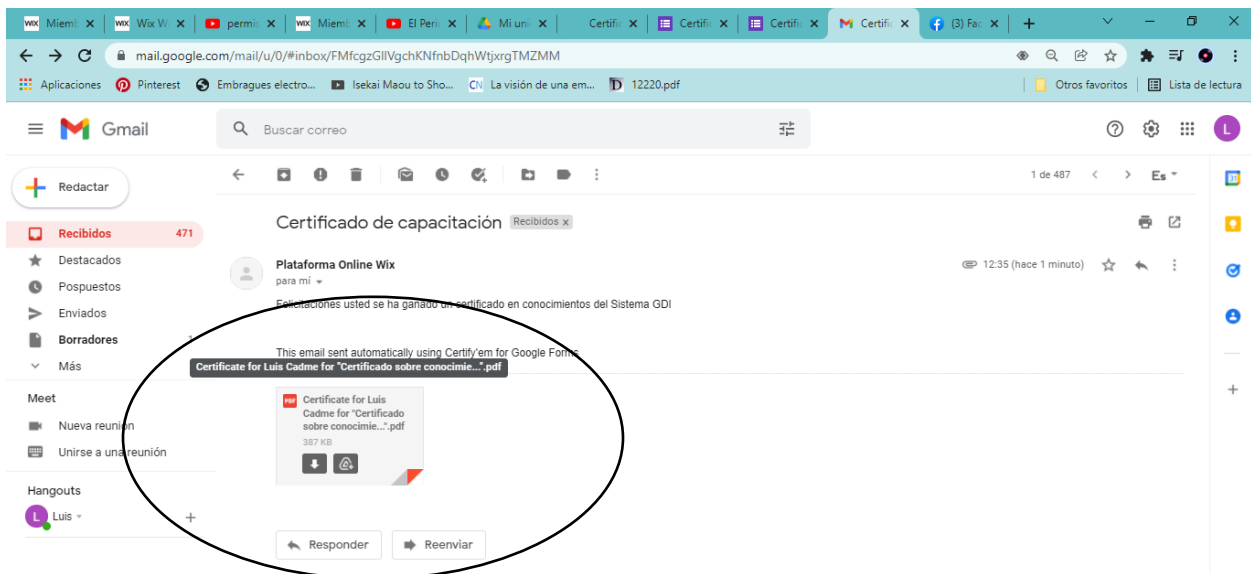 WIX Miemb WIX Wix W permis WIX Miemb El Peri Mi uni Certific Certific Certific Certific (3) Fac
mail.google.com/mail/u/0/#inbox/FMfcgzGllVgchKNfnbDqhWtjxrgTMZMM
Aplicaciones Pinterest Embragues electro... Isekai Maou to Sho... CN La visión de una em... D 12220.pdf Otros favoritos Lista de lectura
Gmail Buscar correo L
Redactar 1 de 487 Es
Certificado de capacitación Recibidos x
Recibidos 471
Destacados
Plataforma Online Wix 12:35 (hace 1 minuto)
para mí
Pospuestos
Felicitaciones usted se ha ganado un certificado en conocimientos del Sistema GDI
Enviados
Borradores
This email sent automatically using Certify'em for Google Forms
Más
Certificate for Luis Cadme for "Certificado sobre conocimie...".pdf
Meet
PDF Certificate for Luis
Cadme for "Certificado
sobre conocimie...".pdf
387 KB
Nueva reunión
Unirse a una reunión
Hangouts
L Luis
Responder Reenviar